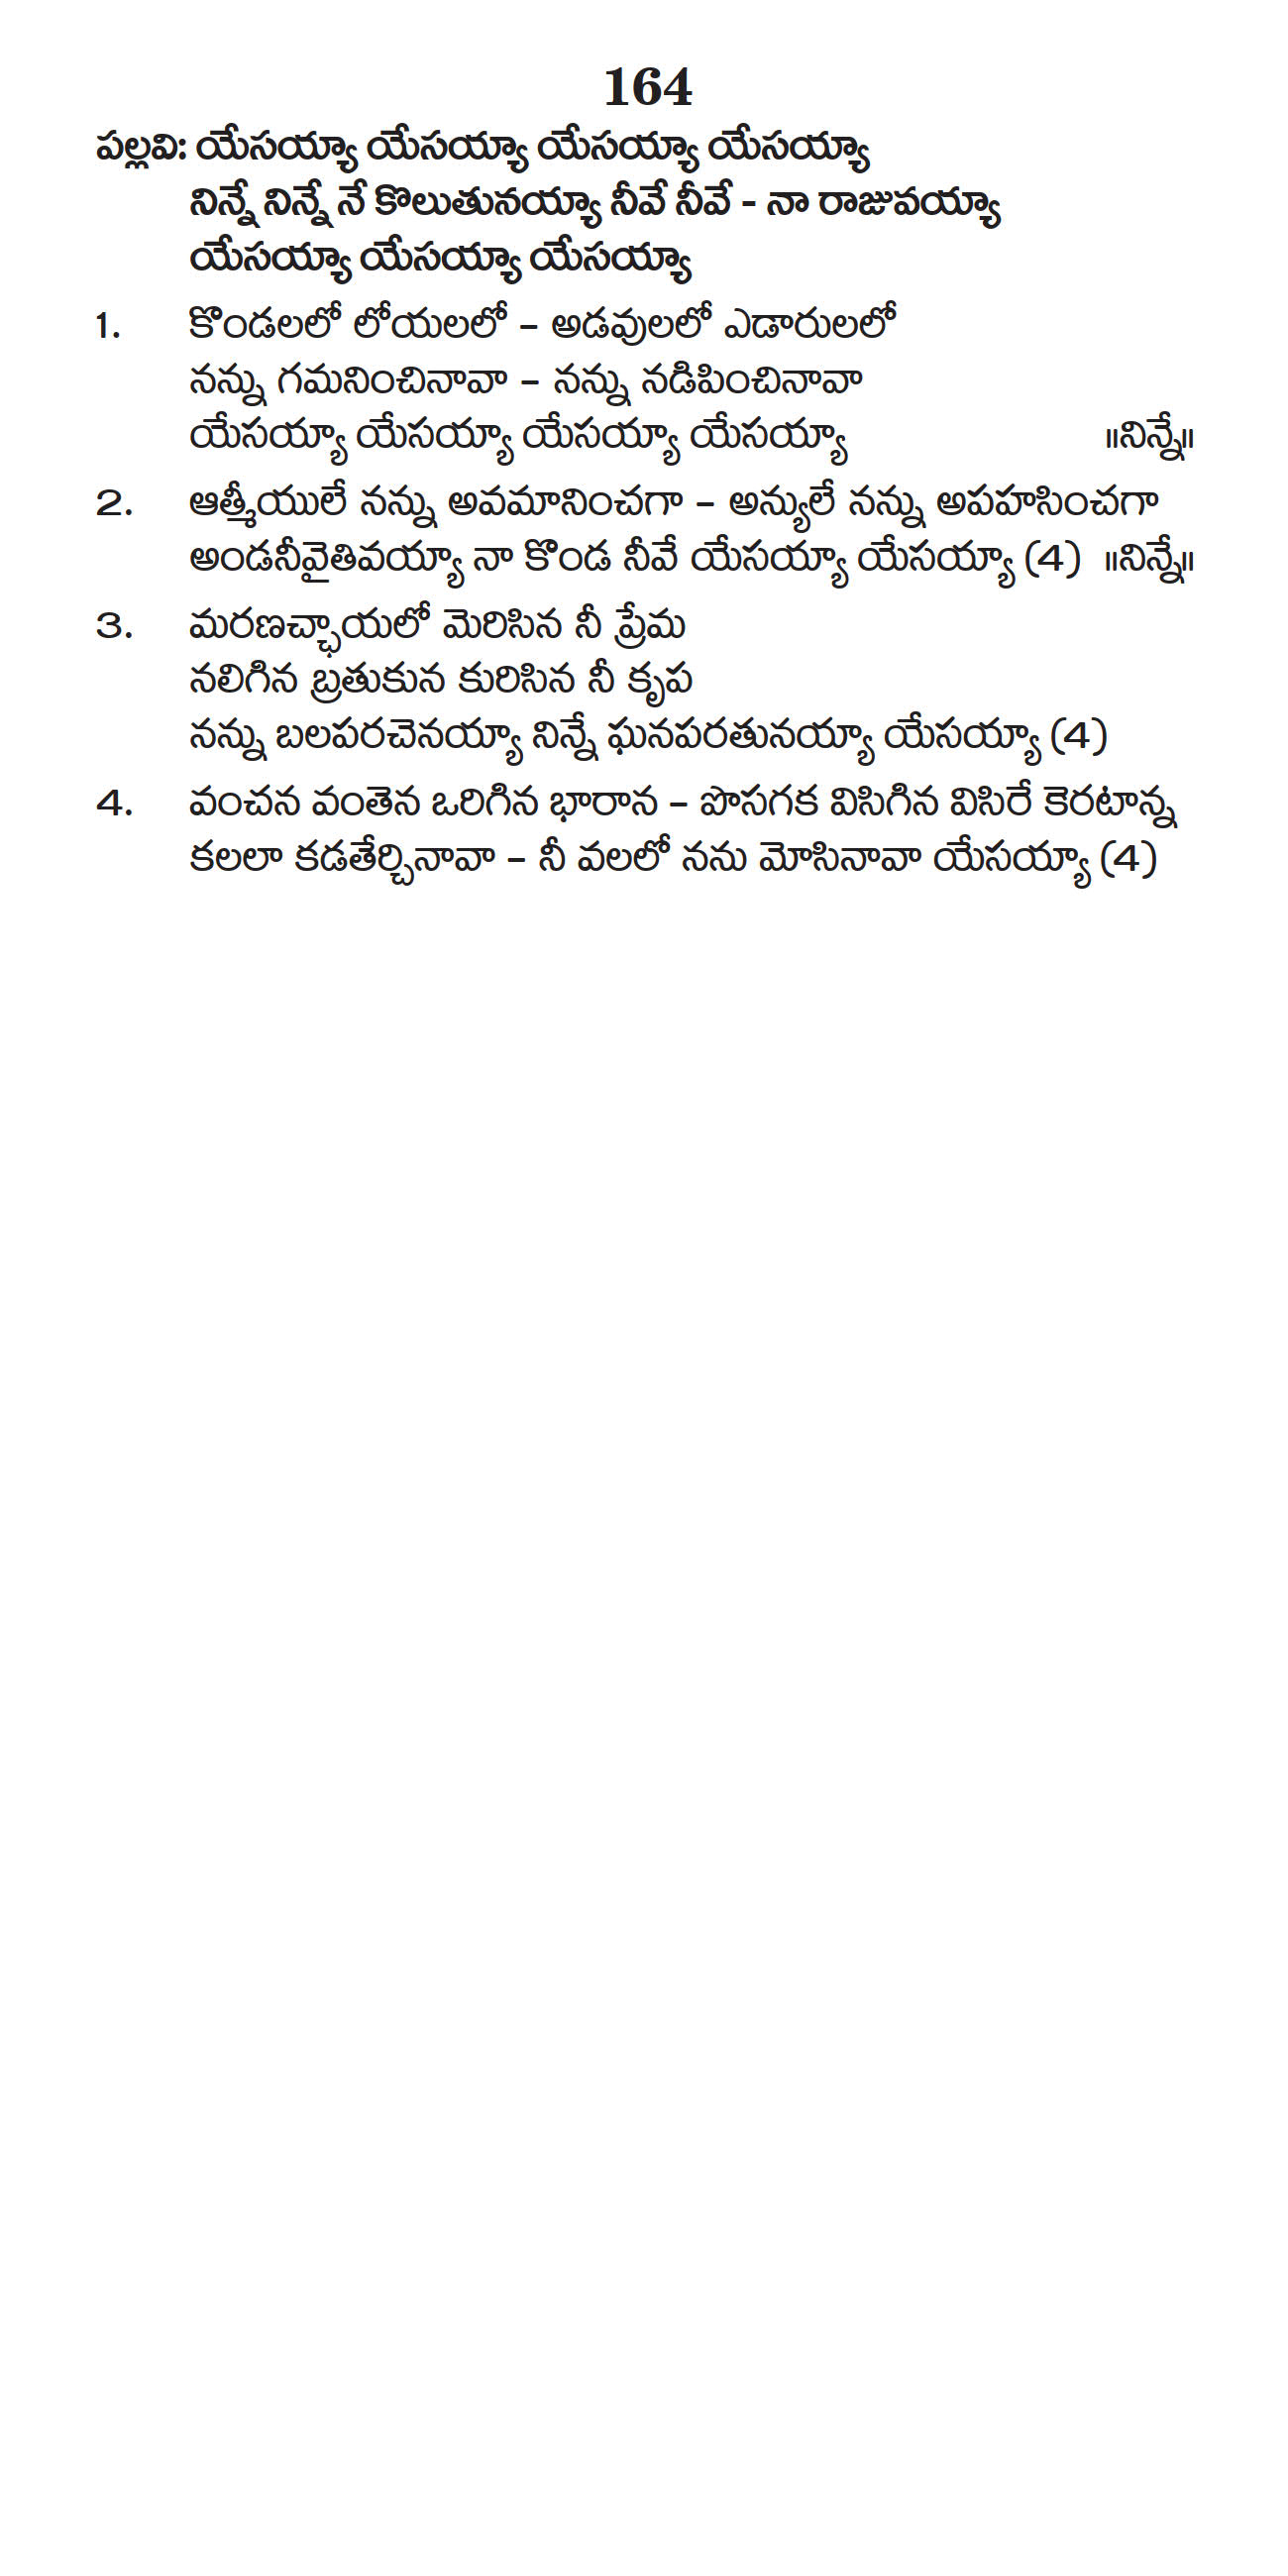 164
పల్లవి: యేసయ్యా యేసయ్యా యేసయ్యా యేసయ్యా
నిన్నే నిన్నే నే కొలుతునయ్యా నీవే నీవే - నా రాజువయ్యా
యేసయ్యా యేసయ్యా యేసయ్యా
1. కొండలలో లోయలలో – అడవులలో ఎడారులలో
నన్ను గమనించినావా – నన్ను నడిపించినావా
యేసయ్యా యేసయ్యా యేసయ్యా యేసయ్యా ॥నిన్నే॥
2. ఆత్మీయులే నన్ను అవమానించగా – అన్యులే నన్ను అపహసించగా
అండనీవైతివయ్యా నా కొండ నీవే యేసయ్యా యేసయ్యా (4) ॥నిన్నే॥
3. మరణచ్ఛాయలో మెరిసిన నీ ప్రేమ
నలిగిన బ్రతుకున కురిసిన నీ కృప
నన్ను బలపరచెనయ్యా నిన్నే ఘనపరతునయ్యా యేసయ్యా (4)
4. వంచన వంతెన ఒరిగిన భారాన – పొసగక విసిగిన విసిరే కెరటాన్న
కలలా కడతేర్చినావా – నీ వలలో నను మోసినావా యేసయ్యా (4)